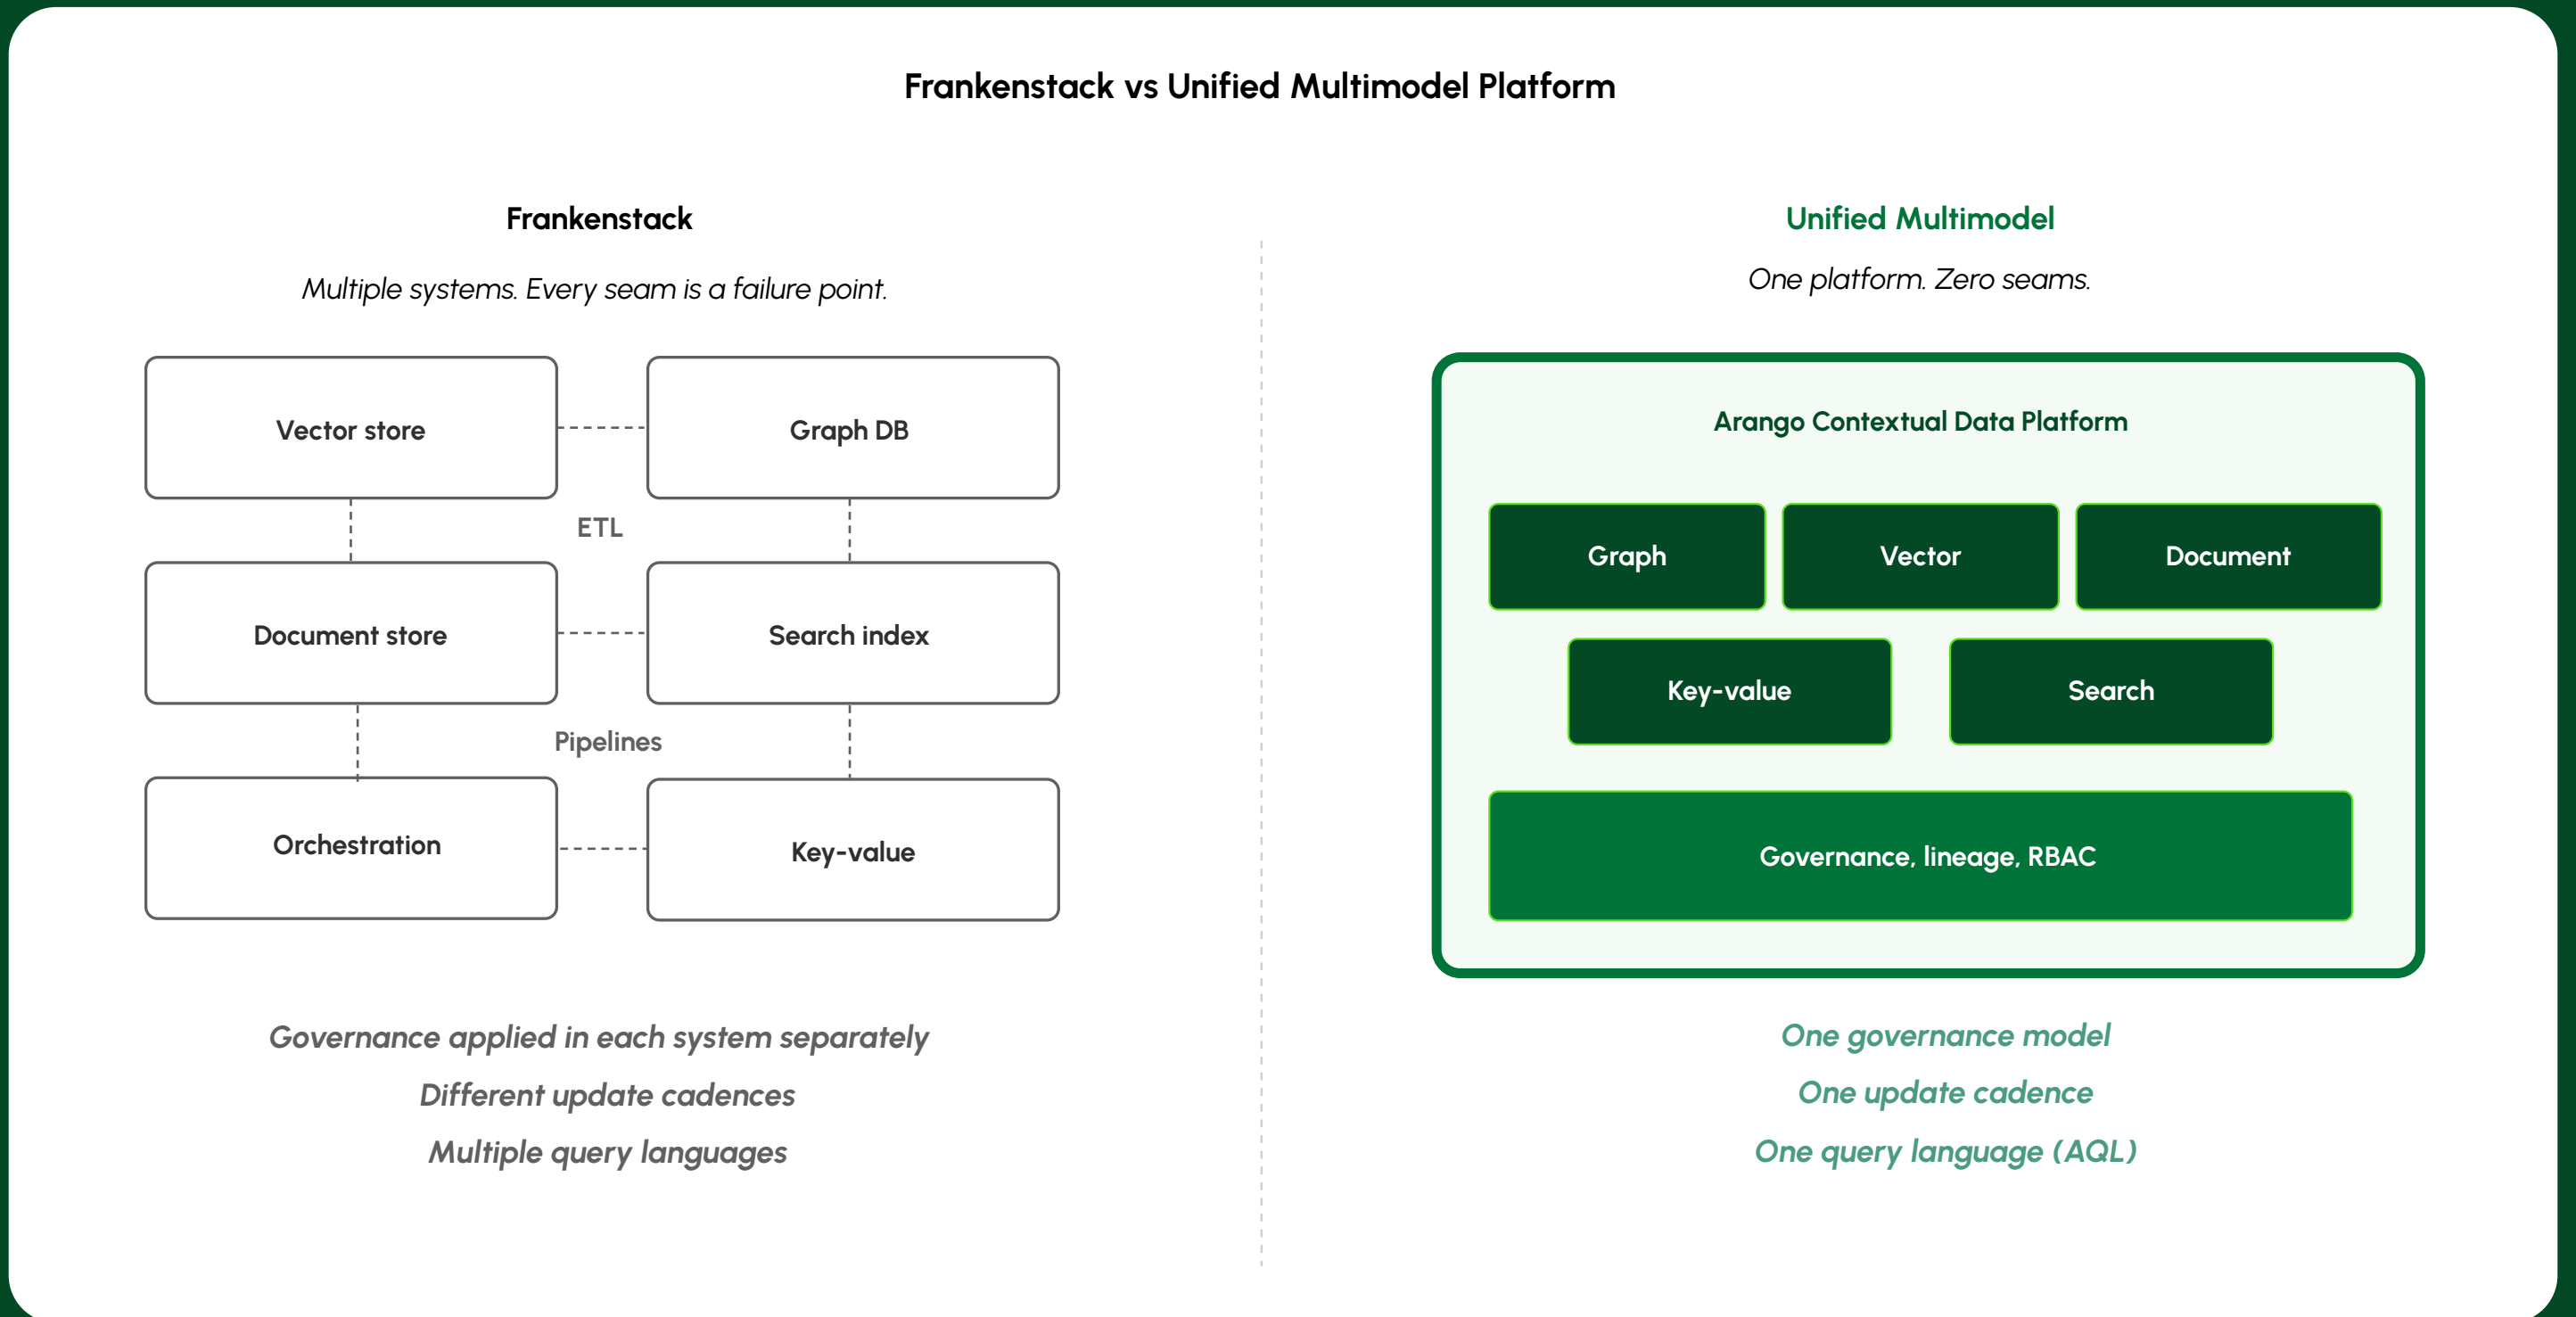 Frankenstack vs Unified Multimodel Platform
Frankenstack
Multiple systems. Every seam is a failure point.
Vector store
Graph DB
ETL
Document store
Search index
Pipelines
Orchestration
Key-value
Governance applied in each system separately
Different update cadences
Multiple query languages
Unified Multimodel
One platform. Zero seams.
Arango Contextual Data Platform
Graph
Vector
Document
Key-value
Search
Governance, lineage, RBAC
One governance model
One update cadence
One query language (AQL)